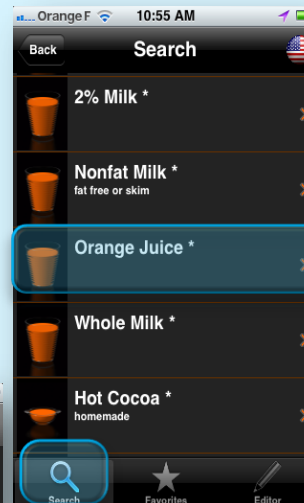 Orange F 10:55 AM
Back Search
2% Milk *
Nonfat Milk *
fat free or skim
Orange Juice *
Whole Milk *
Hot Cocoa *
homemade
Search Favorites Editor